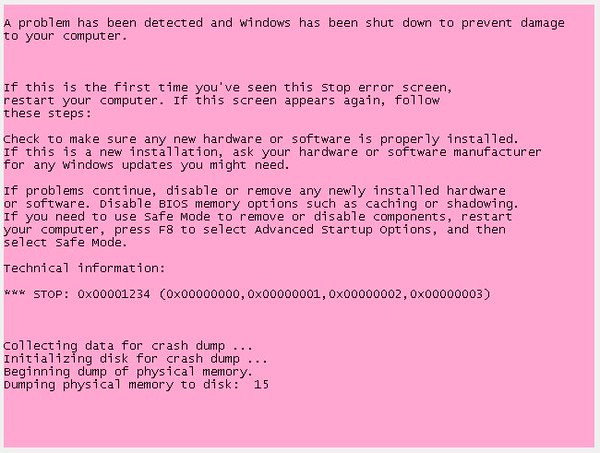 A problem has been detected and Windows has been shut down to prevent damage
to your computer.
If this is the first time you've seen this Stop error screen,
restart your computer. If this screen appears again, follow
these steps:
Check to make sure any new hardware or software is properly installed.
If this is a new installation, ask your hardware or software manufacturer
for any Windows updates you might need.
If problems continue, disable or remove any newly installed hardware
or software. Disable BIOS memory options such as caching or shadowing.
If you need to use Safe Mode to remove or disable components, restart
your computer, press F8 to select Advanced Startup Options, and then
select Safe Mode.
Technical information:
*** STOP: 0x00001234 (0x00000000,0x00000001,0x00000002,0x00000003)
Collecting data for crash dump ...
Initializing disk for crash dump ...
Beginning dump of physical memory.
Dumping physical memory to disk:  15